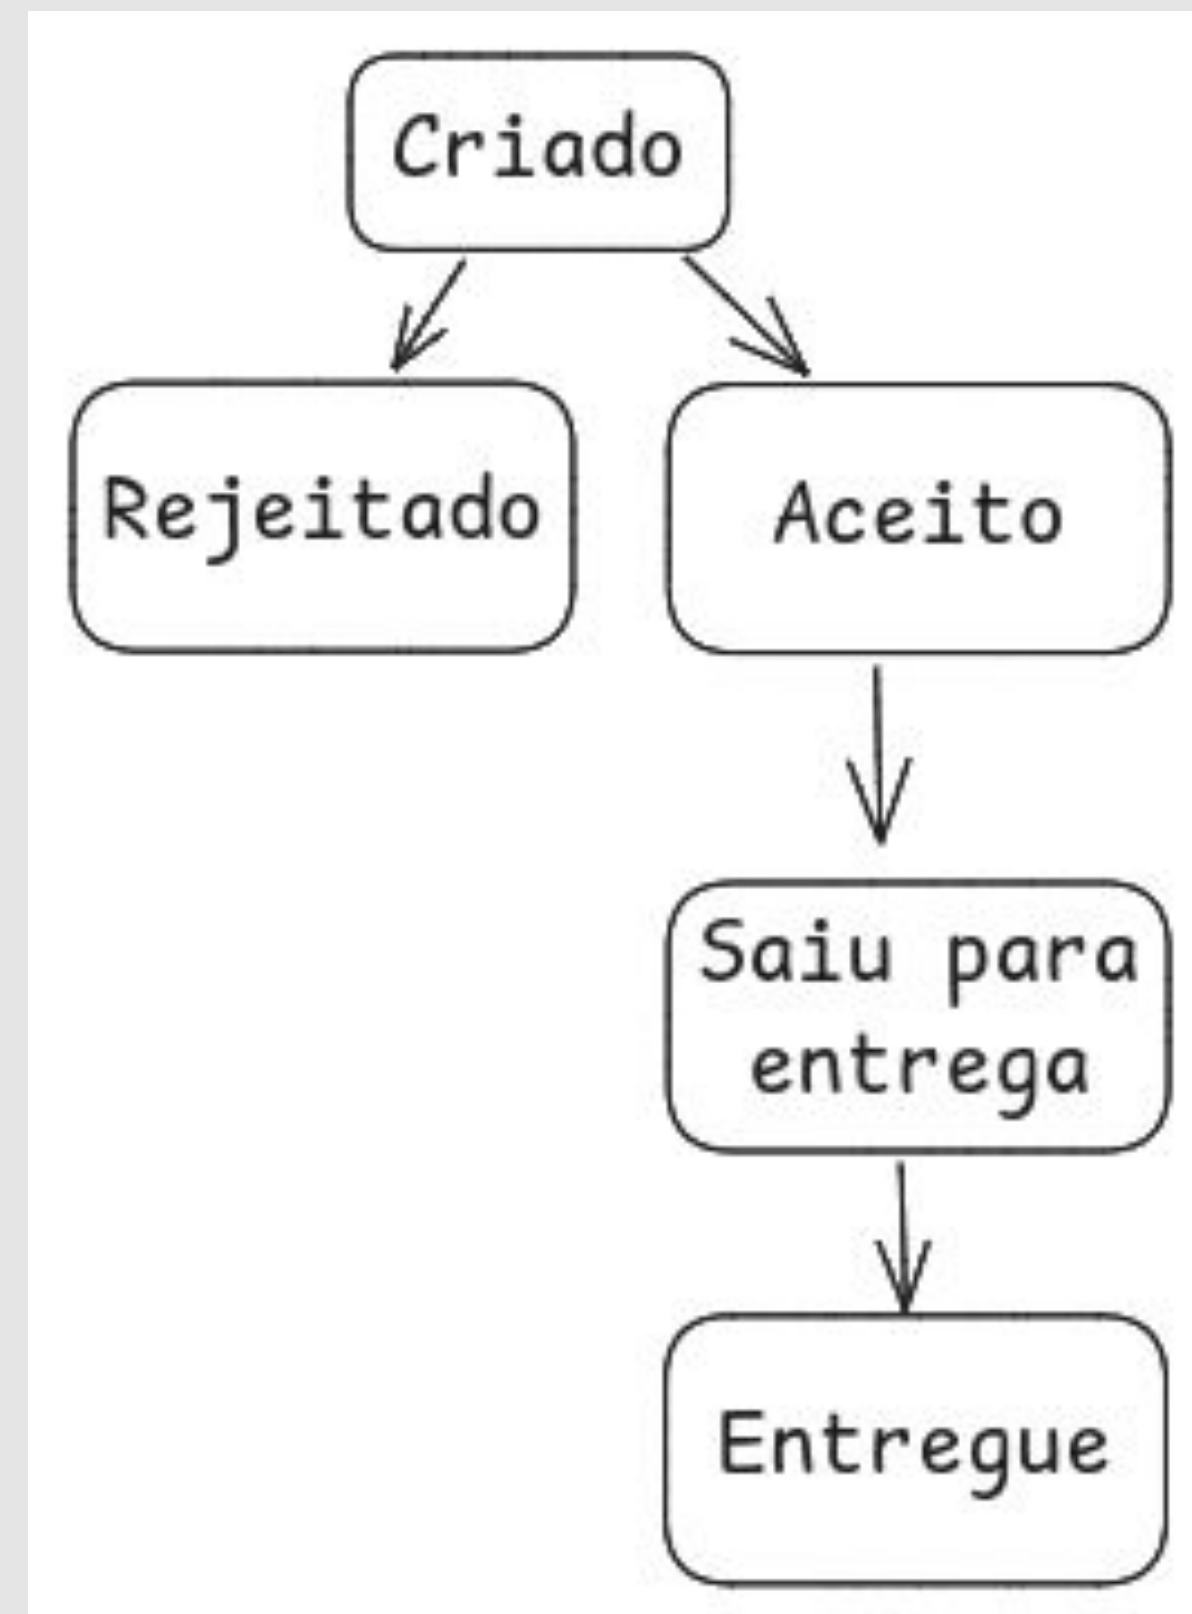 Criado
Rejeitado
Aceito
Saiu para
entrega
Entregue